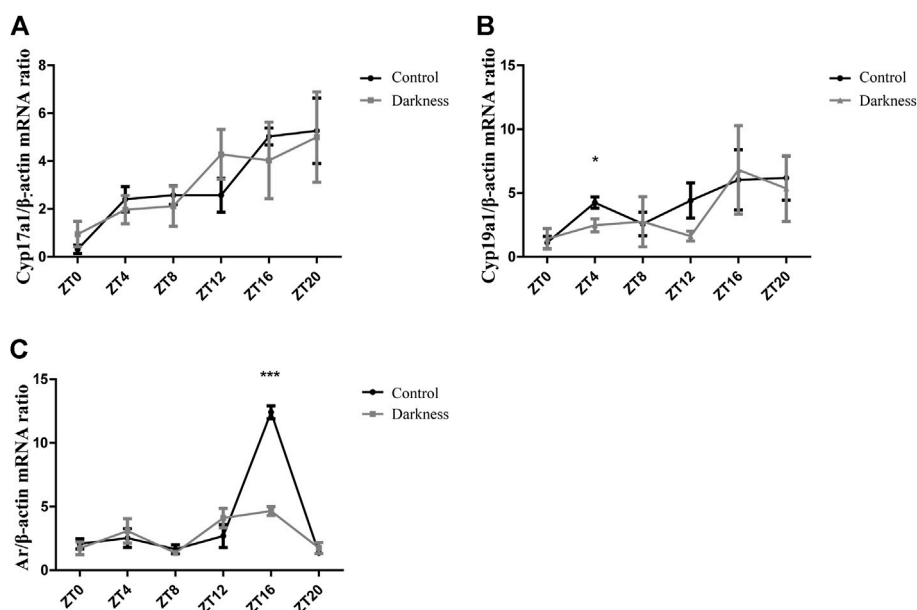 A
Cyp17a1/β-actin mRNA ratio
8
6
4
2
0
ZT0
ZT4
ZT8
ZT12
ZT16
ZT20
Control
Darkness
B
Cyp19a1/β-actin mRNA ratio
15
10
5
0
*
ZT0
ZT4
ZT8
ZT12
ZT16
ZT20
Control
Darkness
C
Ar/β-actin mRNA ratio
15
10
5
0
***
ZT0
ZT4
ZT8
ZT12
ZT16
ZT20
Control
Darkness